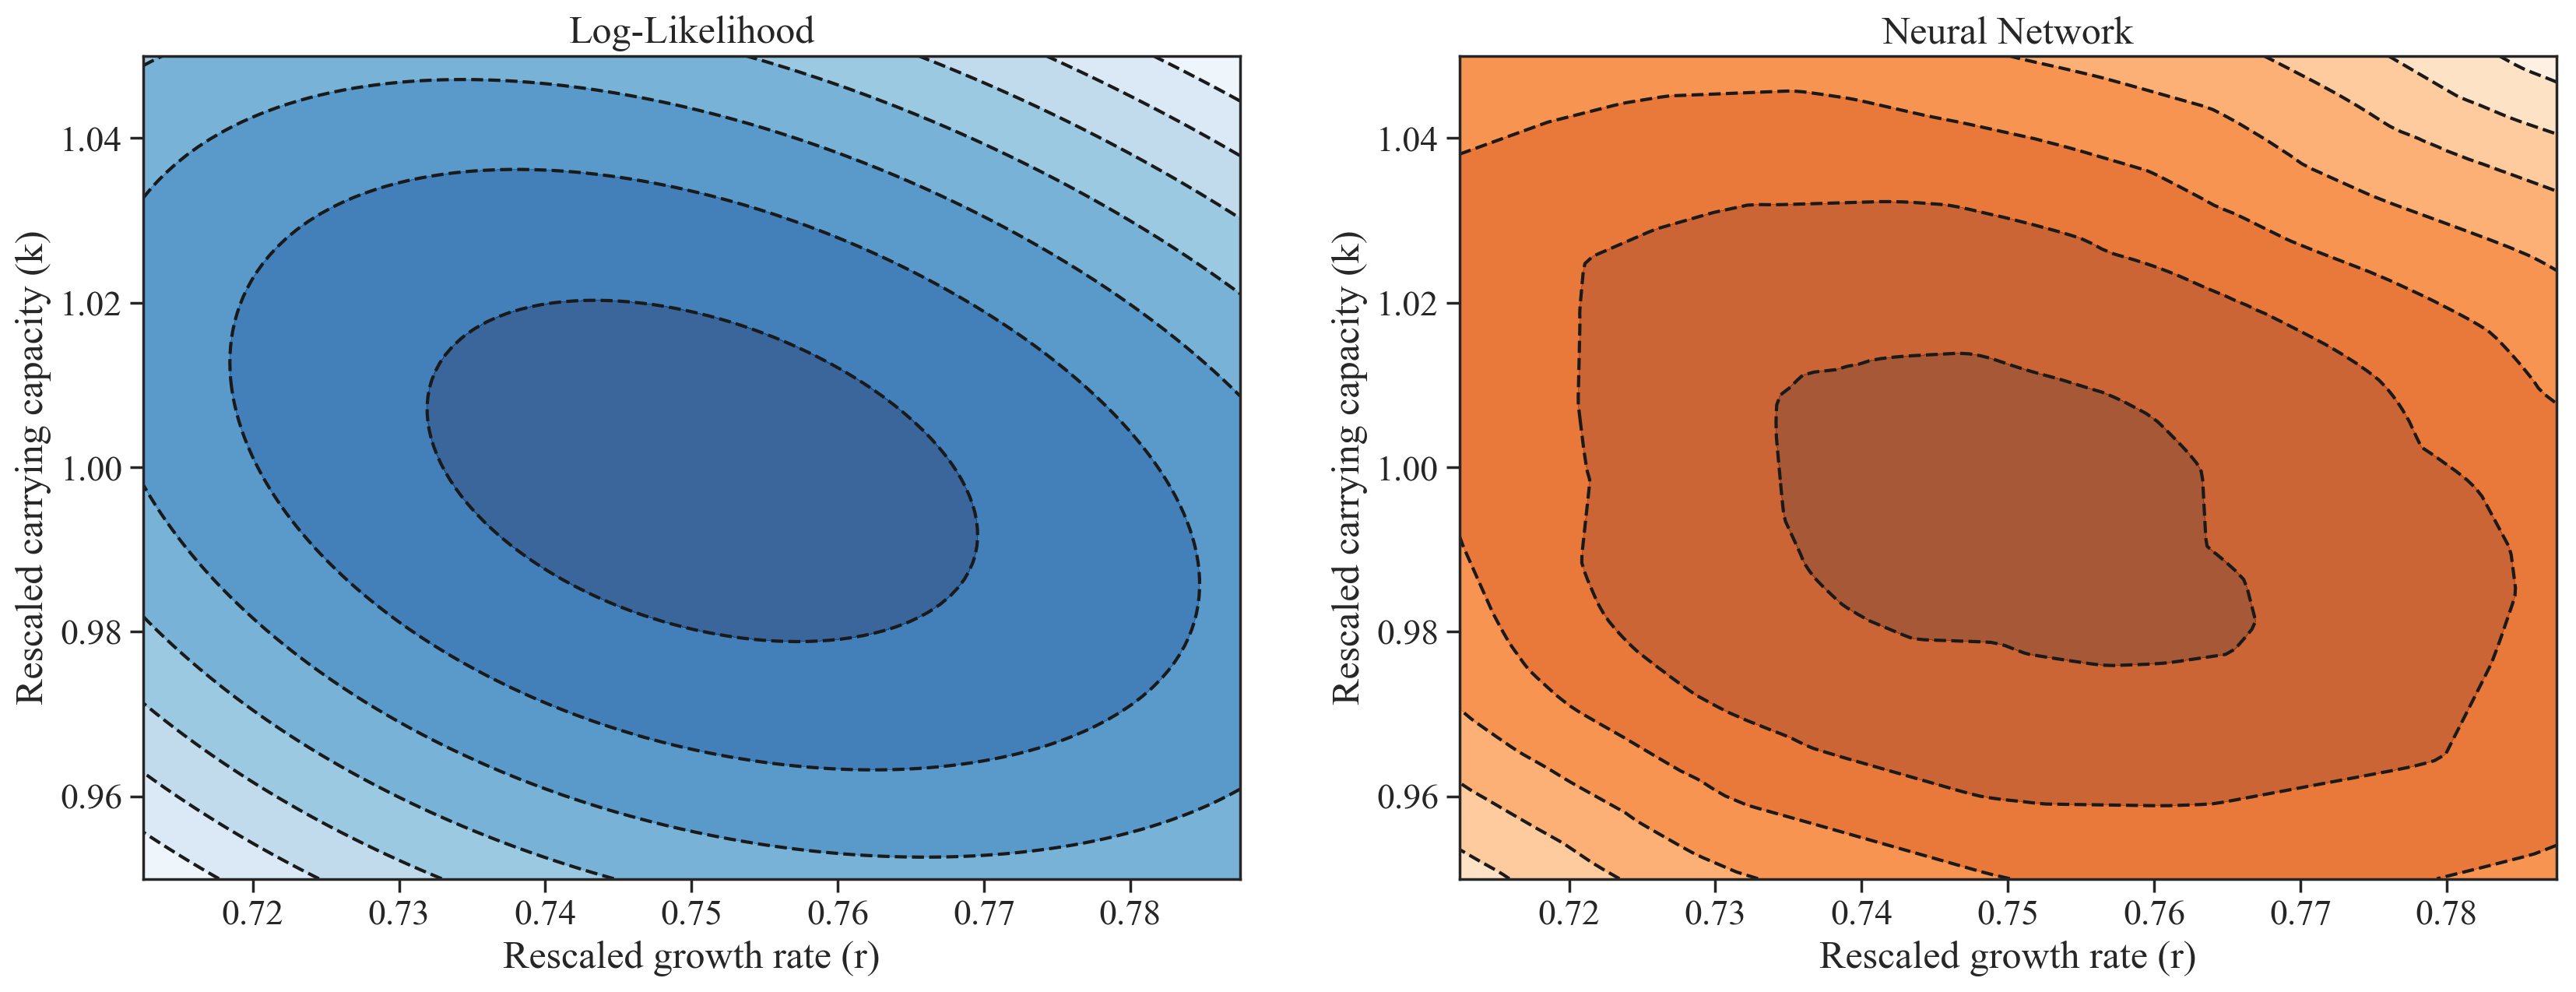 Log-Likelihood
Rescaled carrying capacity (k)
1.04
1.02
1.00
0.98
0.96
0.72 0.73 0.74 0.75 0.76 0.77 0.78
Rescaled growth rate (r)
Neural Network
Rescaled carrying capacity (k)
1.04
1.02
1.00
0.98
0.96
0.72 0.73 0.74 0.75 0.76 0.77 0.78
Rescaled growth rate (r)